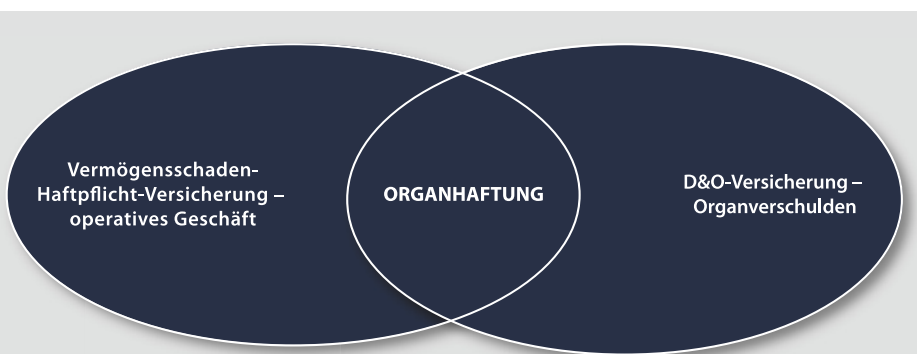 Vermögensschaden-
Haftpflicht-Versicherung –
operatives Geschäft
ORGANHAFTUNG
D&O-Versicherung –
Organverschulden